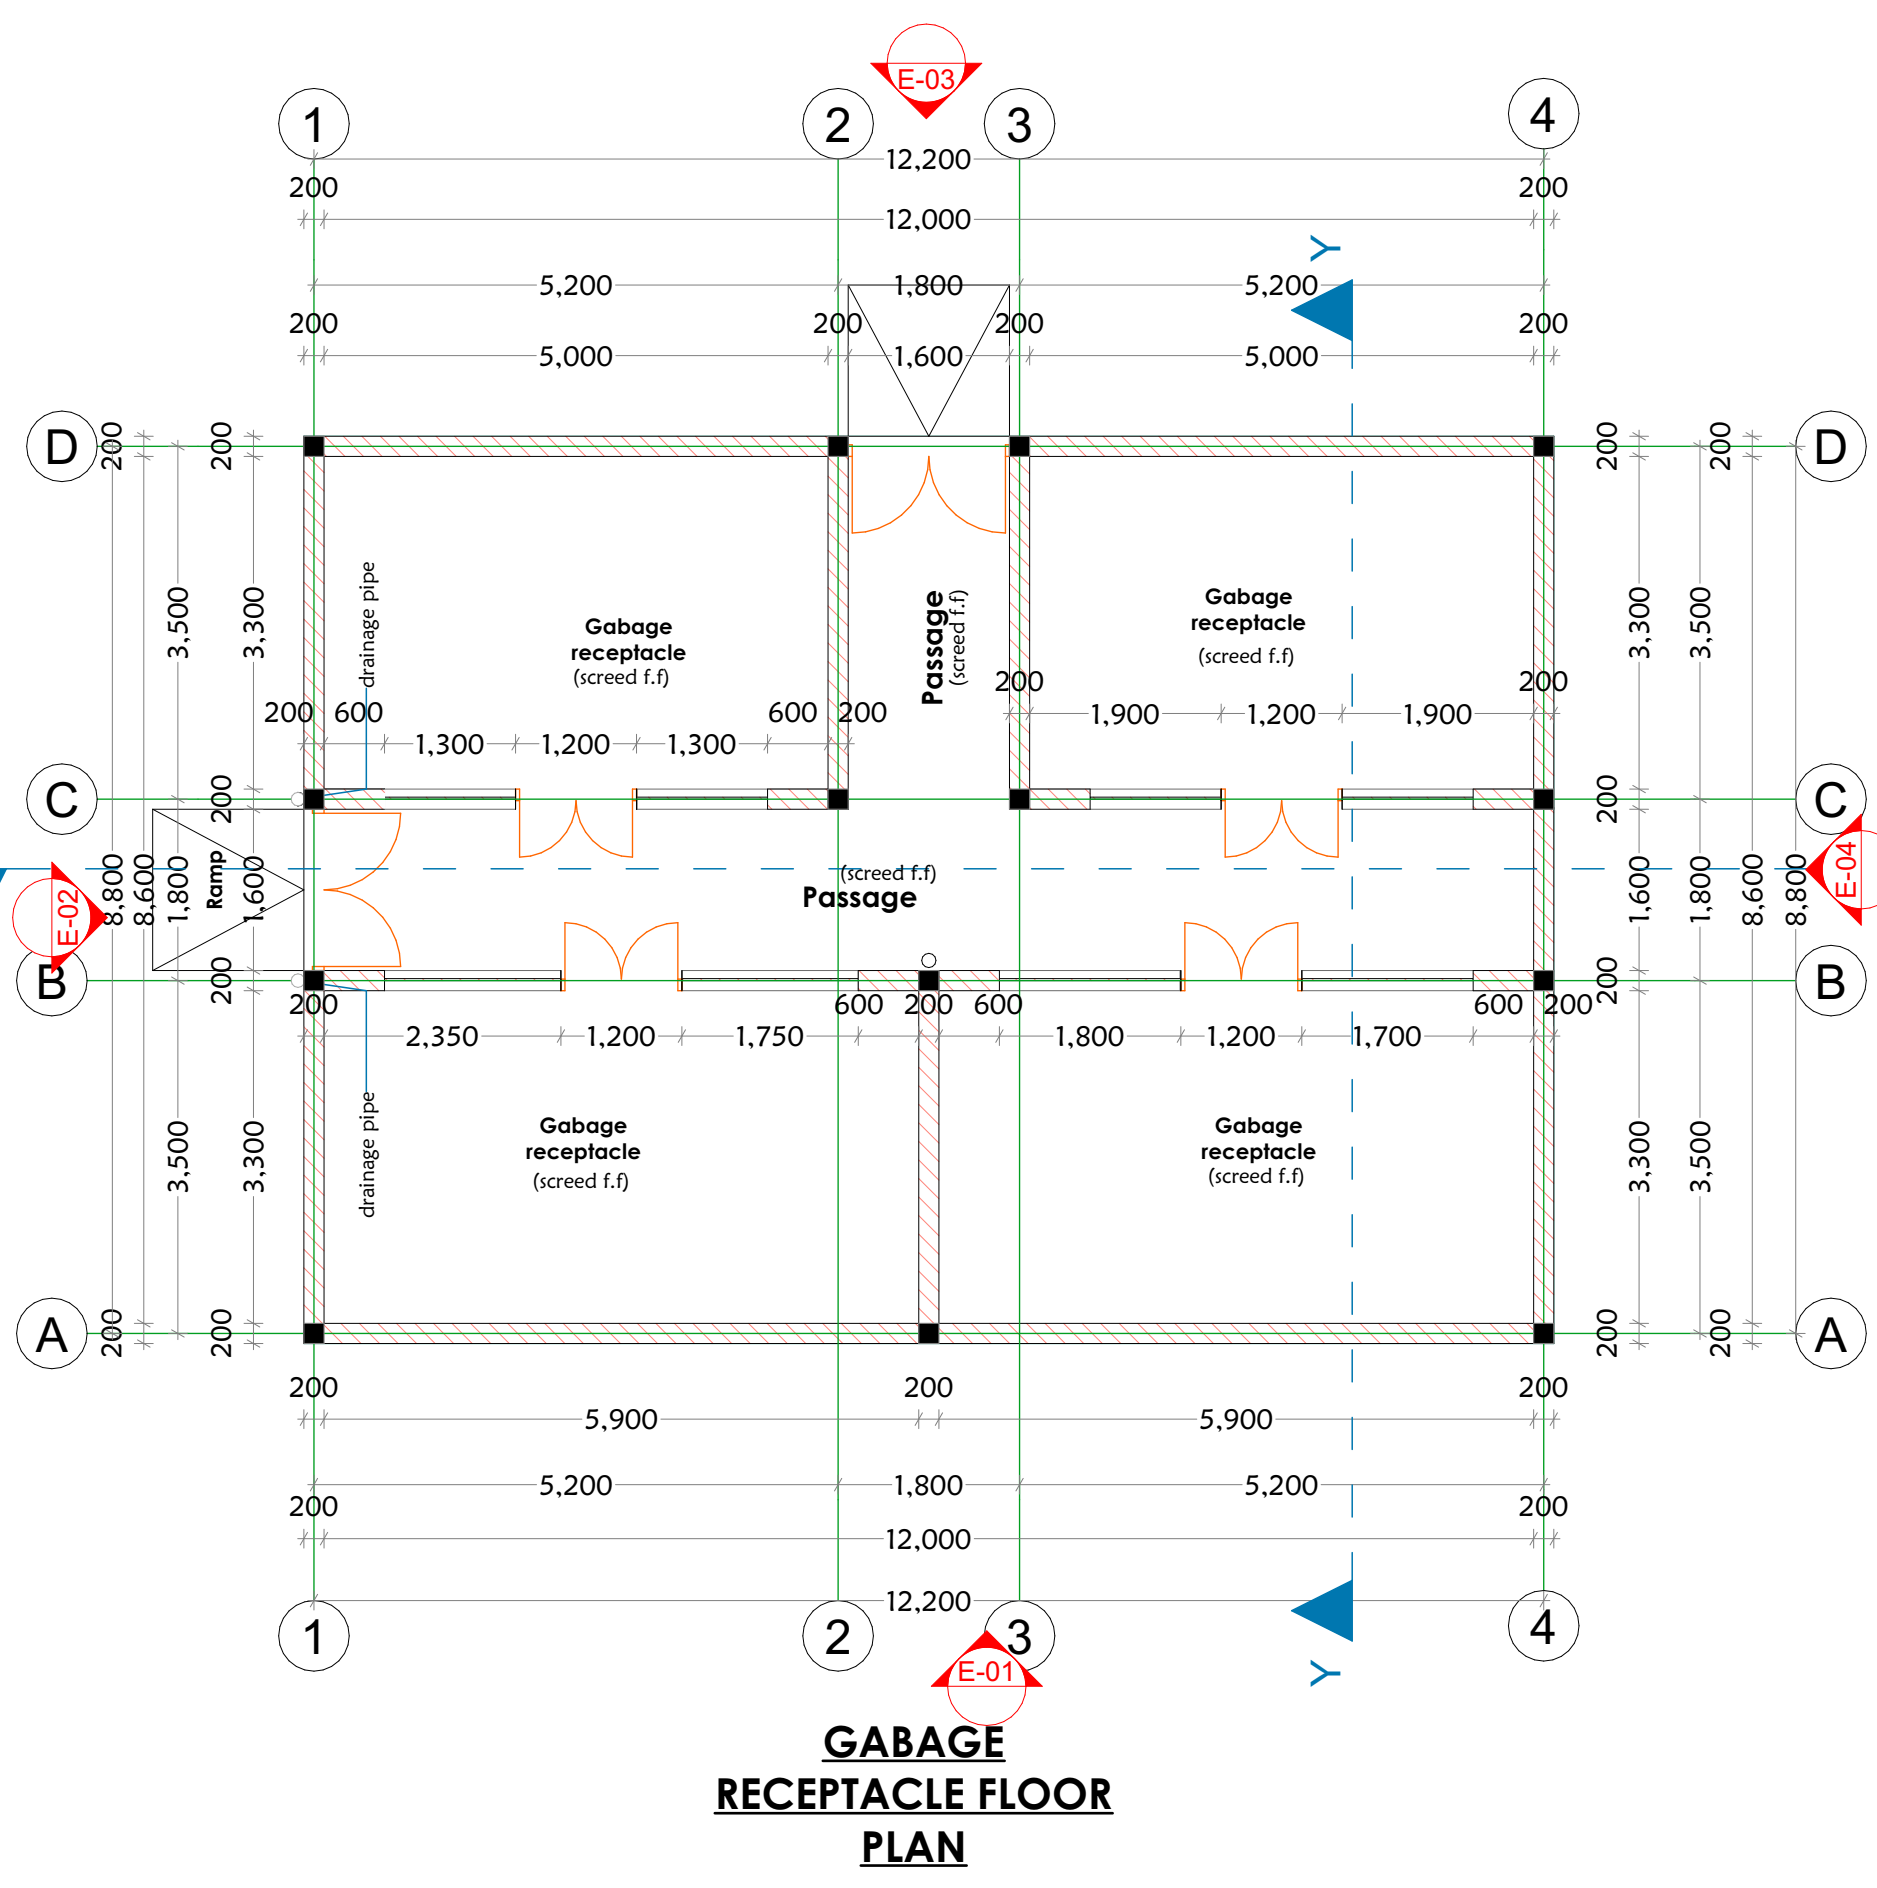 E-03
1
2
3
4
12,200
200
200
12,000
Y
5,200
1,800
5,200
200
200
200
200
5,000
1,600
5,000
D
200
200
200
200
D
3,500
3,300
drainage pipe
Gabage
receptacle
(screed f.f)
Passage
(screed f.f)
Gabage
receptacle
(screed f.f)
3,300
3,500
200
200
200
600
600
200
1,300
1,200
1,300
1,900
1,200
1,900
C
200
200
C
E-02
8,800
8,600
1,800
Ramp
1,600
(screed f.f)
Passage
1,600
1,800
8,600
8,800
E-04
B
200
200
B
200
600
200
600
600
200
2,350
1,200
1,750
1,800
1,200
1,700
3,500
3,300
drainage pipe
Gabage
receptacle
(screed f.f)
Gabage
receptacle
(screed f.f)
3,300
3,500
A
200
200
200
200
A
200
200
200
5,900
5,900
5,200
1,800
5,200
200
200
12,000
12,200
1
2
3
4
E-01
Y
GABAGE
RECEPTACLE FLOOR
PLAN